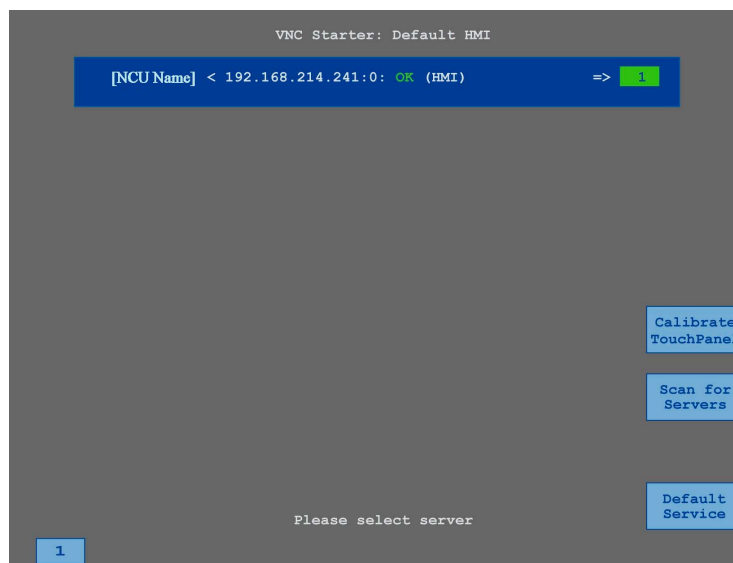 VNC Starter: Default HMI
[NCU Name] < 192.168.214.241:0: OK (HMI) => 1
Calibrate
TouchPanel
Scan for
Servers
Default
Service
Please select server
1